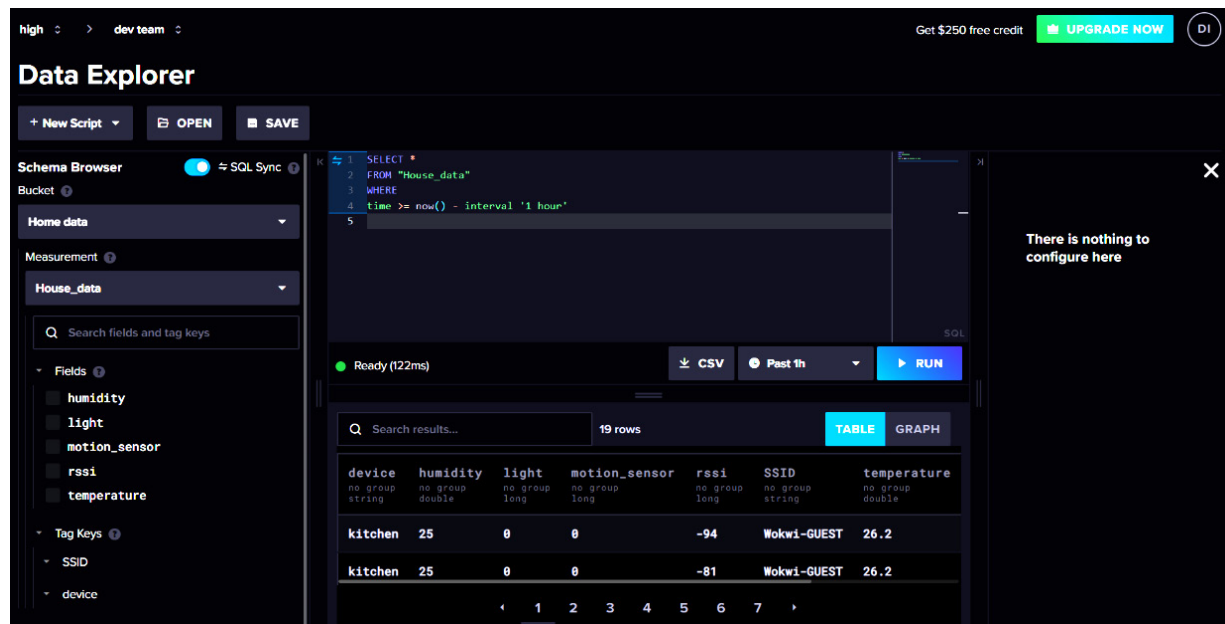 high > dev team
Get $250 free credit
UPGRADE NOW
DI
Data Explorer
+ New Script
OPEN
SAVE
Schema Browser
SQL Sync
Bucket
Home data
Measurement
House_data
Search fields and tag keys
Fields
humidity
light
motion_sensor
rssi
temperature
Tag Keys
SSID
device
1 SELECT *
2 FROM "House_data"
3 WHERE
4 time >= now() - interval '1 hour'
5
SQL
Ready (122ms)
CSV
Past 1h
RUN
Search results...
19 rows
TABLE
GRAPH
device humidity light motion_sensor rssi SSID temperature
no group no group no group no group no group no group no group
string double long long long string double
kitchen 25 0 0 -94 Wokwi-GUEST 26.2
kitchen 25 0 0 -81 Wokwi-GUEST 26.2
1 2 3 4 5 6 7
There is nothing to
configure here